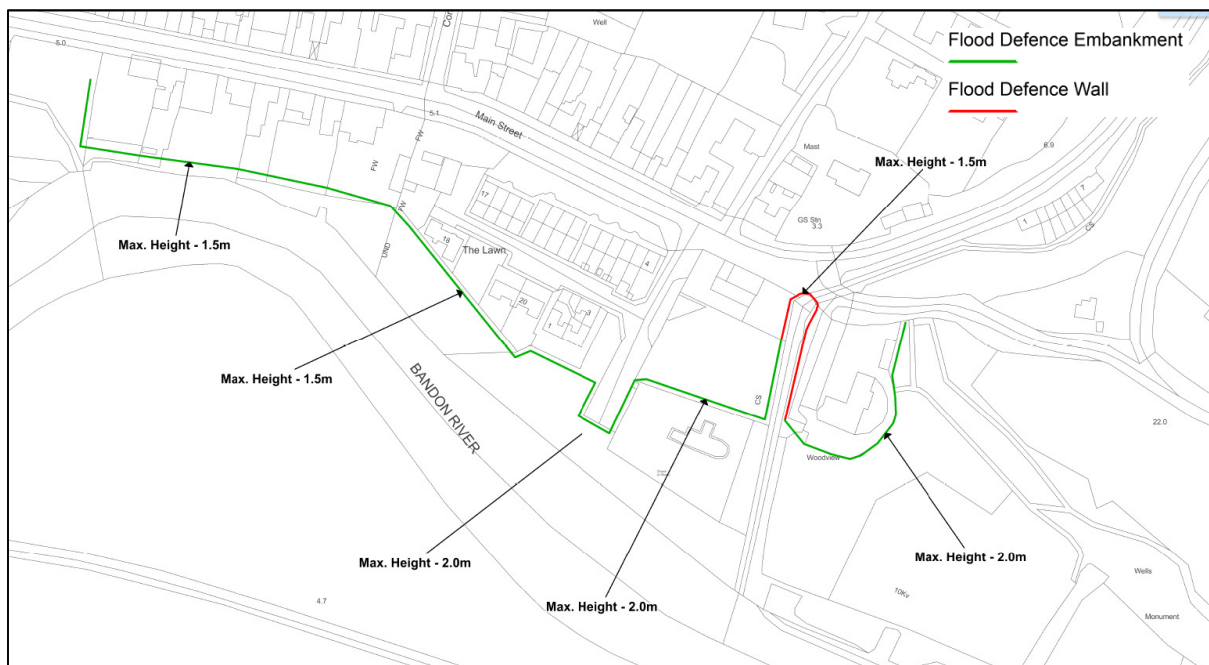 Well
Flood Defence Embankment
5.0
Flood Defence Wall
5.1
Main Street
FW
Mast
Max. Height - 1.5m
6.9
FW
17
GS Stn
3.3
1
7
CS
FW
Max. Height - 1.5m
18
The Lawn
4
UND
20
3
1
Max. Height - 1.5m
BANDON RIVER
CS
22.0
Woodview
Max. Height - 2.0m
Max. Height - 2.0m
Wells
10Kv
4.7
Max. Height - 2.0m
Monument